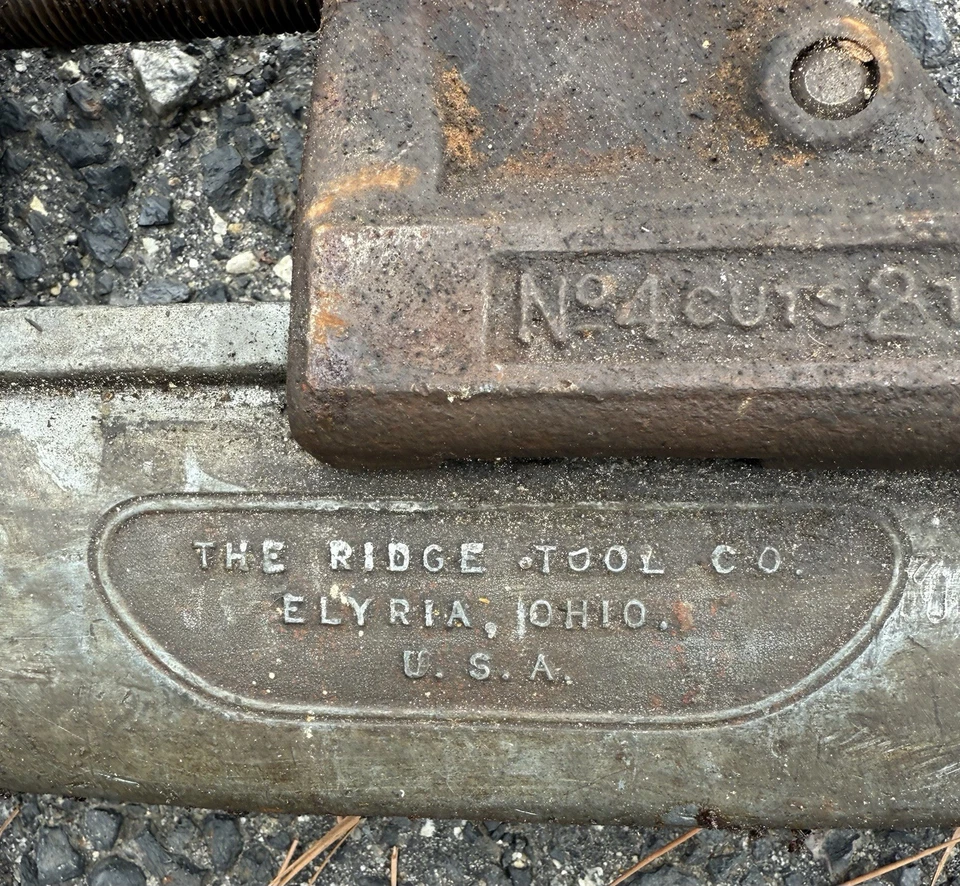 No 4 CUTS 2 T
THE RIDGE TOOL CO.
ELYRIA, OHIO.
U.S.A.